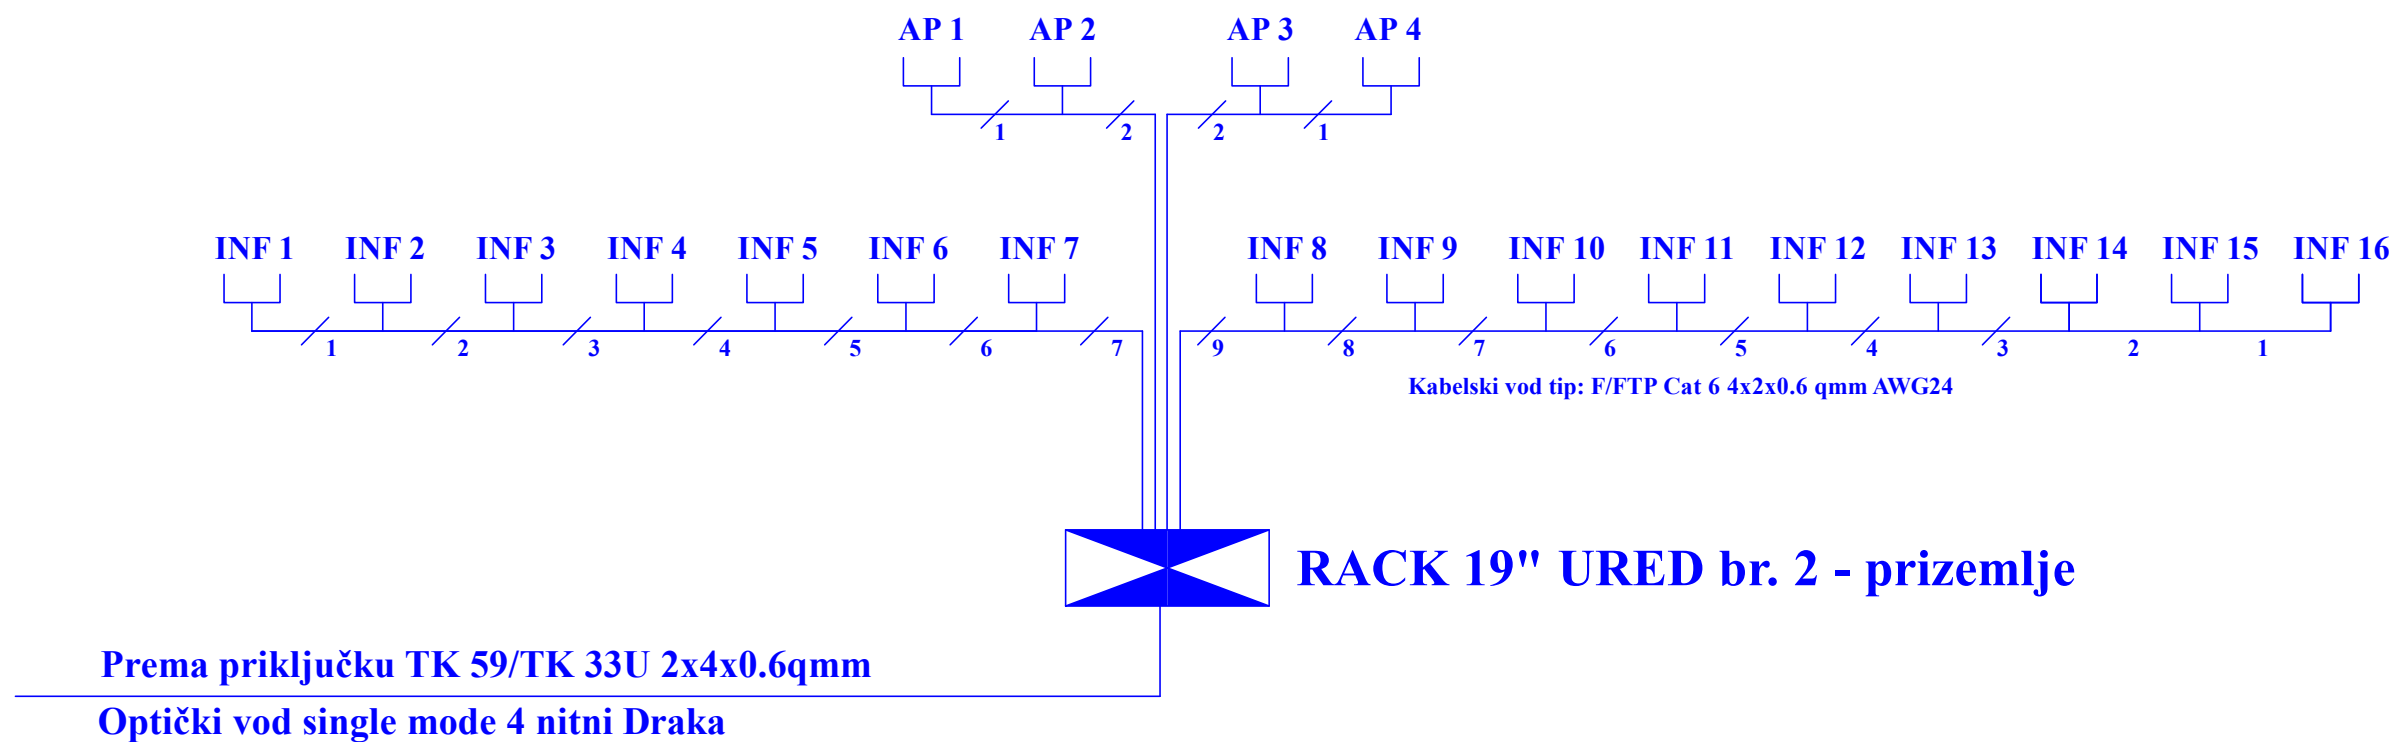 AP 1 AP 2 AP 3 AP 4
1 2 2 1
INF 1 INF 2 INF 3 INF 4 INF 5 INF 6 INF 7 INF 8 INF 9 INF 10 INF 11 INF 12 INF 13 INF 14 INF 15 INF 16
1 2 3 4 5 6 7 9 8 7 6 5 4 3 2 1
Kabelski vod tip: F/FTP Cat 6 4x2x0.6 qmm AWG24
RACK 19" URED br. 2 - prizemlje
Prema priključku TK 59/TK 33U 2x4x0.6qmm
Optički vod single mode 4 nitni Draka